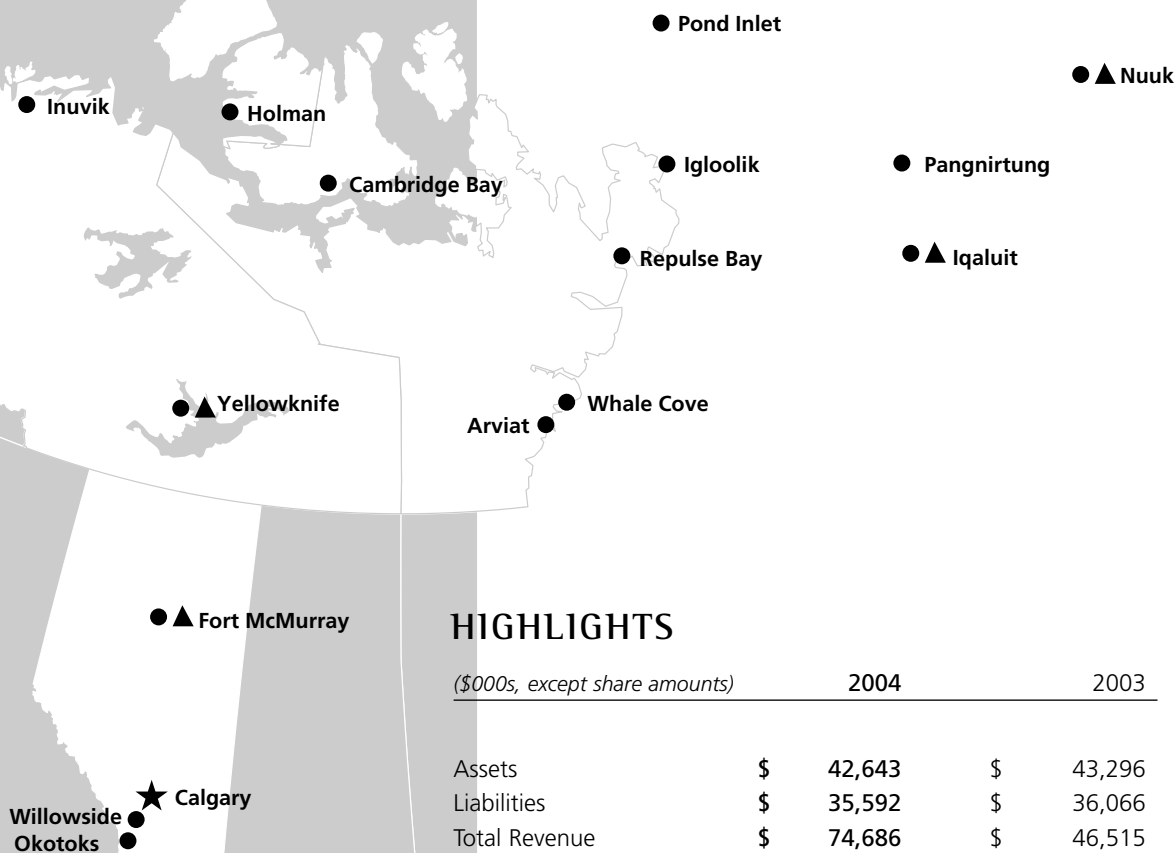 Pond Inlet
Nuuk
Inuvik
Holman
Igloolik
Pangnirtung
Cambridge Bay
Repulse Bay
Iqaluit
Yellowknife
Whale Cove
Arviat
Fort McMurray
Calgary
Willowside
Okotoks
HIGHLIGHTS
($000s, except share amounts) 2004 2003
Assets $ 42,643 $ 43,296
Liabilities $ 35,592 $ 36,066
Total Revenue $ 74,686 $ 46,515